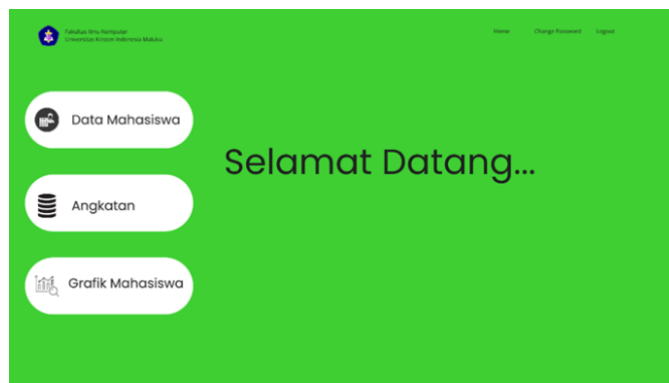 Fakultas Ilmu Komputer
Universitas Kristen Indonesia Maluku
Home Change Password Logout
Data Mahasiswa
Selamat Datang...
Angkatan
Grafik Mahasiswa